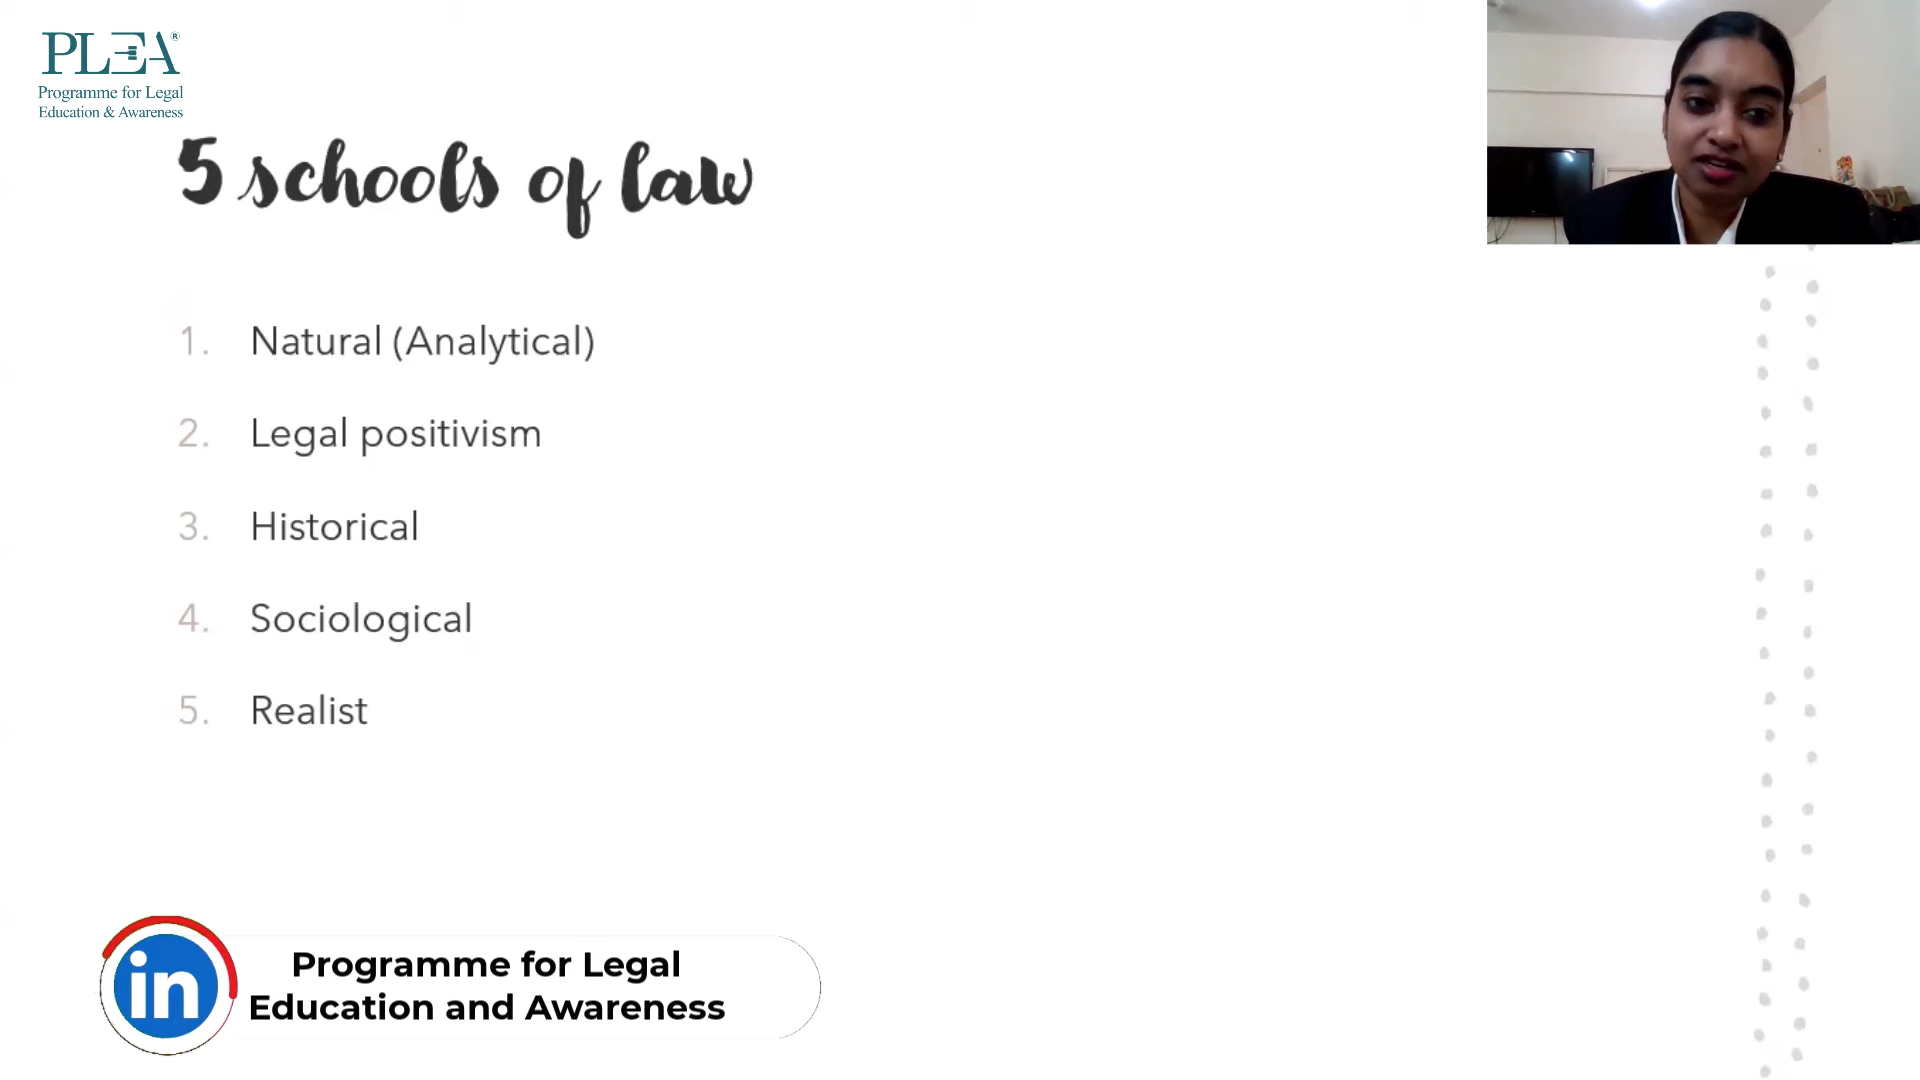 PLEA®
Programme for Legal
Education & Awareness
5 schools of law
1. Natural (Analytical)
2. Legal positivism
3. Historical
4. Sociological
5. Realist
in
Programme for Legal
Education and Awareness